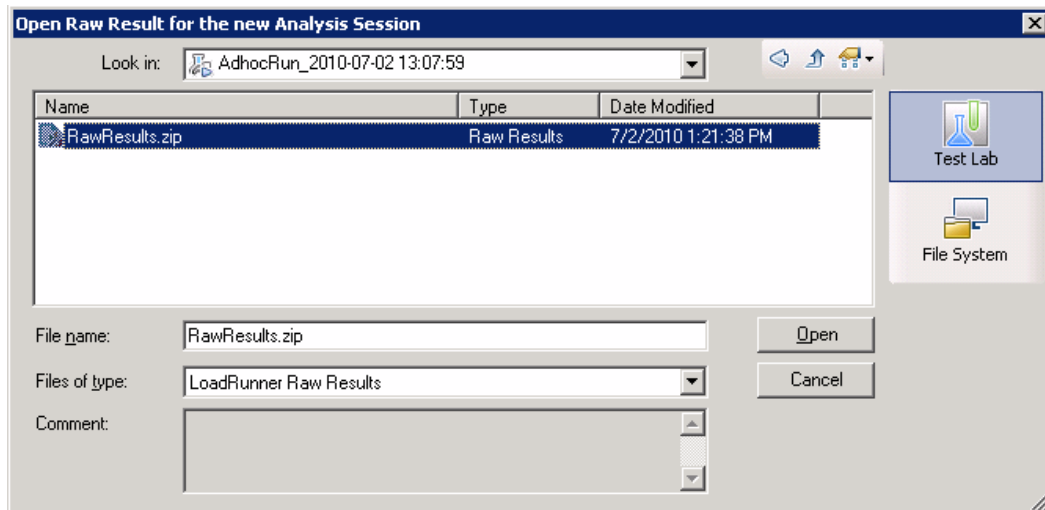 Open Raw Result for the new Analysis Session
Look in: AdhocRun_2010-07-02 13:07:59
Name Type Date Modified
RawResults.zip Raw Results 7/2/2010 1:21:38 PM
Test Lab
File System
File name: RawResults.zip Open
Files of type: LoadRunner Raw Results Cancel
Comment: